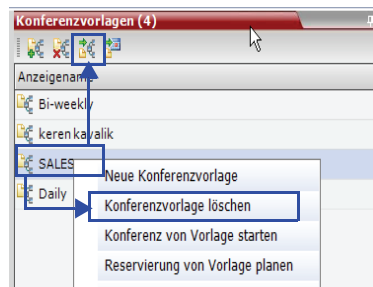 Konferenzvorlagen (4)
Anzeigename
Bi-weekly
keren kavalik
SALES
Daily
Neue Konferenzvorlage
Konferenzvorlage löschen
Konferenz von Vorlage starten
Reservierung von Vorlage planen